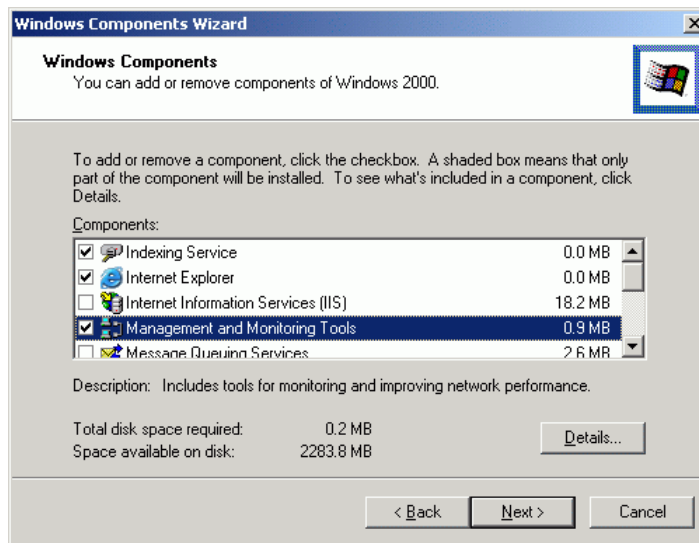 Windows Components Wizard
Windows Components
You can add or remove components of Windows 2000.
To add or remove a component, click the checkbox. A shaded box means that only
part of the component will be installed. To see what's included in a component, click
Details.
Components:
Indexing Service 0.0 MB
Internet Explorer 0.0 MB
Internet Information Services (IIS) 18.2 MB
Management and Monitoring Tools 0.9 MB
Message Queuing Services 2.6 MB
Description: Includes tools for monitoring and improving network performance.
Total disk space required: 0.2 MB
Space available on disk: 2283.8 MB
Details...
< Back Next > Cancel